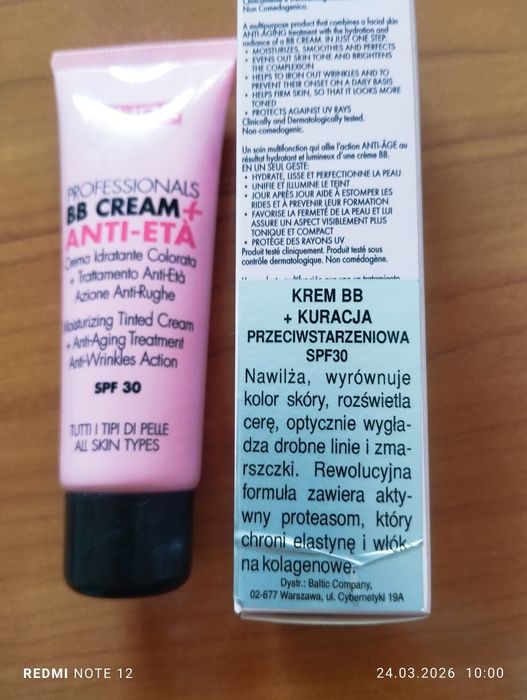 PROFESSIONALS
BB CREAM+
ANTI-ETÀ
Crema Idratante Colorata
+ Trattamento Anti-Età
Azione Anti-Rughe
Moisturizing Tinted Cream
+ Anti-Aging Treatment
Anti-Wrinkles Action
SPF 30
TUTTI I TIPI DI PELLE
ALL SKIN TYPES
Non Comedogenico.
A multipurpose product that combines a facial skin
ANTI-AGING treatment with the hydration and
radiance of a BB CREAM. IN JUST ONE STEP:
• MOISTURIZES, SMOOTHES AND PERFECTS
• EVENS OUT SKIN TONE AND BRIGHTENS
THE COMPLEXION
• HELPS TO IRON OUT WRINKLES AND TO
PREVENT THEIR ONSET ON A DAILY BASIS
• HELPS FIRM SKIN, SO THAT IT LOOKS MORE
TONED
• PROTECTS AGAINST UV RAYS
Clinically and Dermatologically tested.
Non-comedogenic.
Un soin multifonction qui allie l'action ANTI-ÂGE au
résultat hydratant et lumineux d'une crème BB.
EN UN SEUL GESTE:
• HYDRATE, LISSE ET PERFECTIONNE LA PEAU
• UNIFIE ET ILLUMINE LE TEINT
• JOUR APRÈS JOUR AIDE À ESTOMPER LES
RIDES ET À PRÉVENIR LEUR FORMATION
• FAVORISE LA FERMETÉ DE LA PEAU ET LUI
ASSURE UN ASPECT VISIBLEMENT PLUS
TONIQUE ET COMPACT
• PROTÈGE DES RAYONS UV
Produit testé cliniquement. Produit testé sous
contrôle dermatologique. Non comédogène.
KREM BB
+ KURACJA
PRZECIWSTARZENIOWA
SPF30
Nawilża, wyrównuje
kolor skóry, rozświetla
cerę, optycznie wygła-
dza drobne linie i zma-
rszczki. Rewolucyjna
formuła zawiera akty-
wny proteasom, który
chroni elastynę i włók-
na kolagenowe.
Dystr.: Baltic Company,
02-677 Warszawa, ul. Cybernetyki 19A
REDMI NOTE 12
24.03.2026 10:00